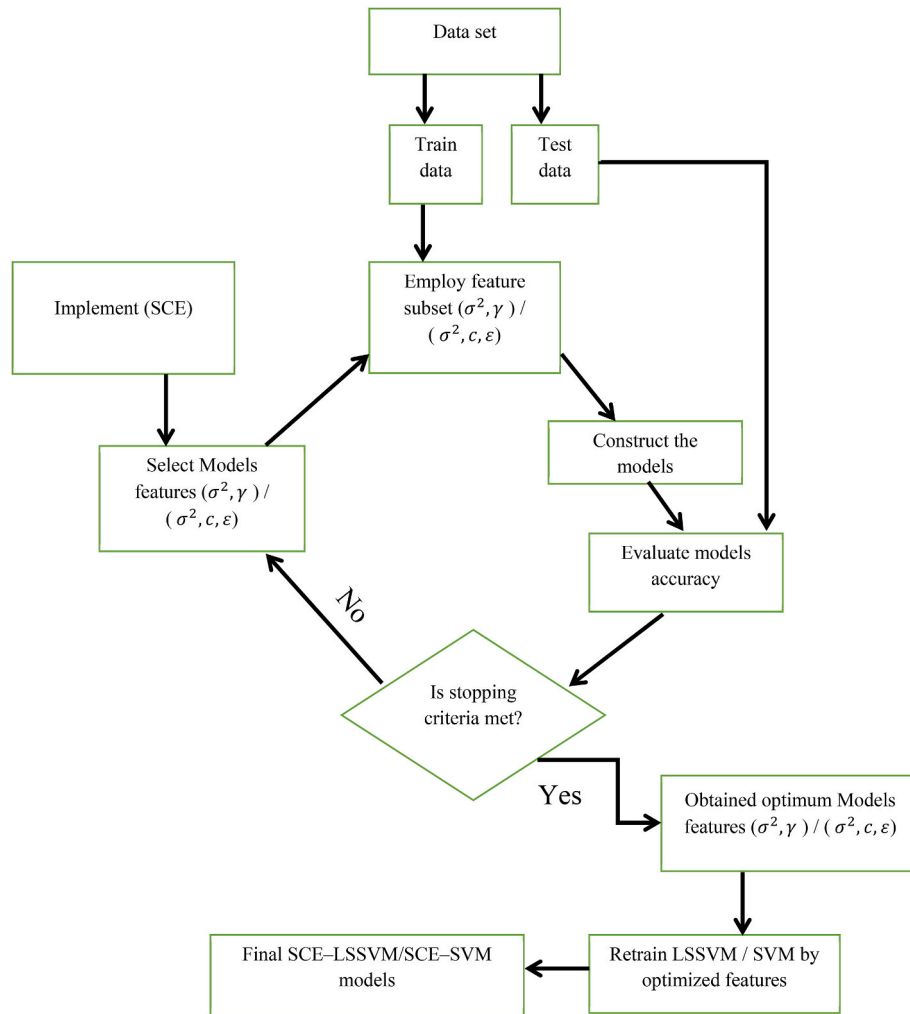 Data set
Train
data
Test
data
Implement (SCE)
Employ feature
subset (σ², γ ) /
( σ², c, ε)
Select Models
features (σ², γ ) /
( σ², c, ε)
Construct the
models
Evaluate models
accuracy
No
Is stopping
criteria met?
Yes
Obtained optimum Models
features (σ², γ ) / ( σ², c, ε)
Final SCE–LSSVM/SCE–SVM
models
Retrain LSSVM / SVM by
optimized features